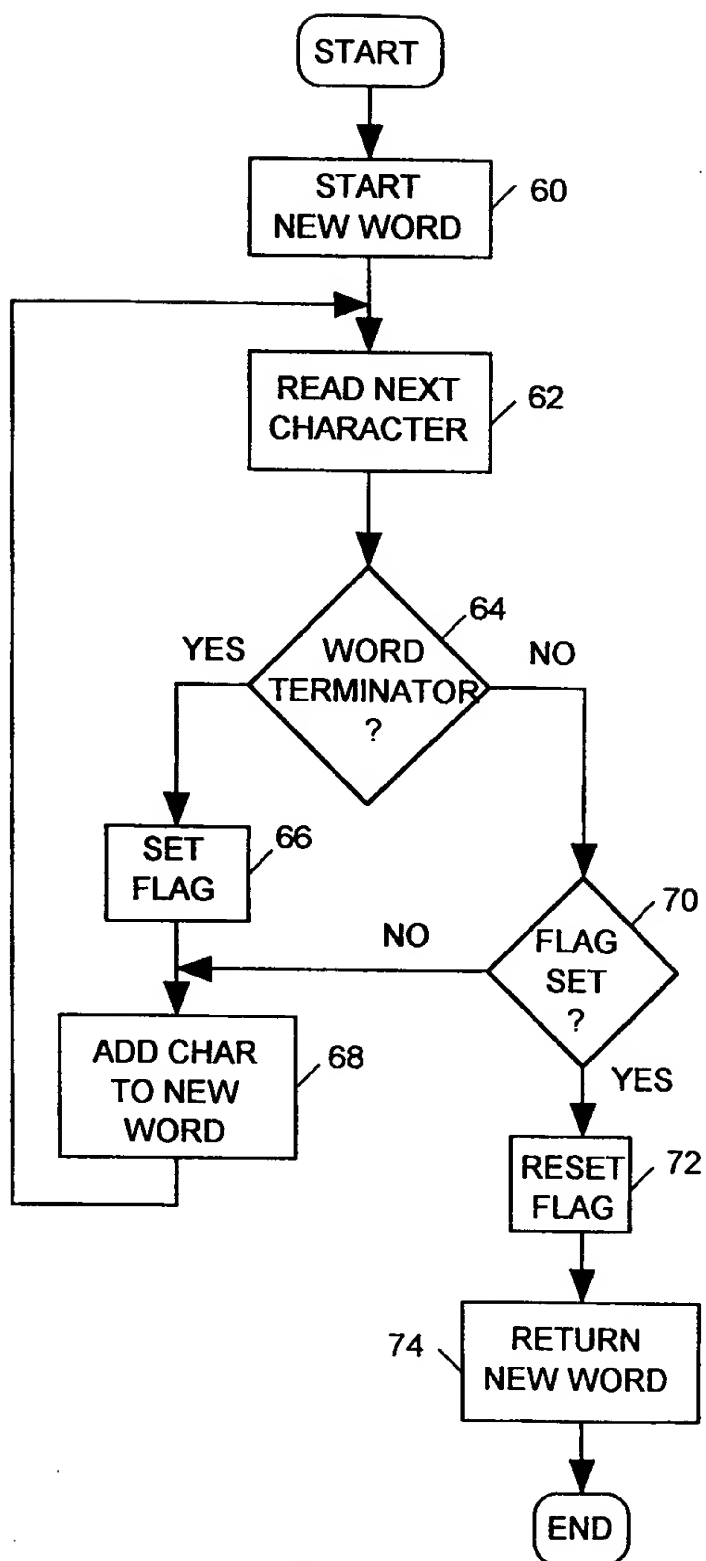 START
START
NEW WORD
60
READ NEXT
CHARACTER
62
64
YES
WORD
TERMINATOR
?
NO
SET
FLAG
66
70
NO
FLAG
SET
?
ADD CHAR
TO NEW
WORD
68
YES
RESET
FLAG
72
74
RETURN
NEW WORD
END